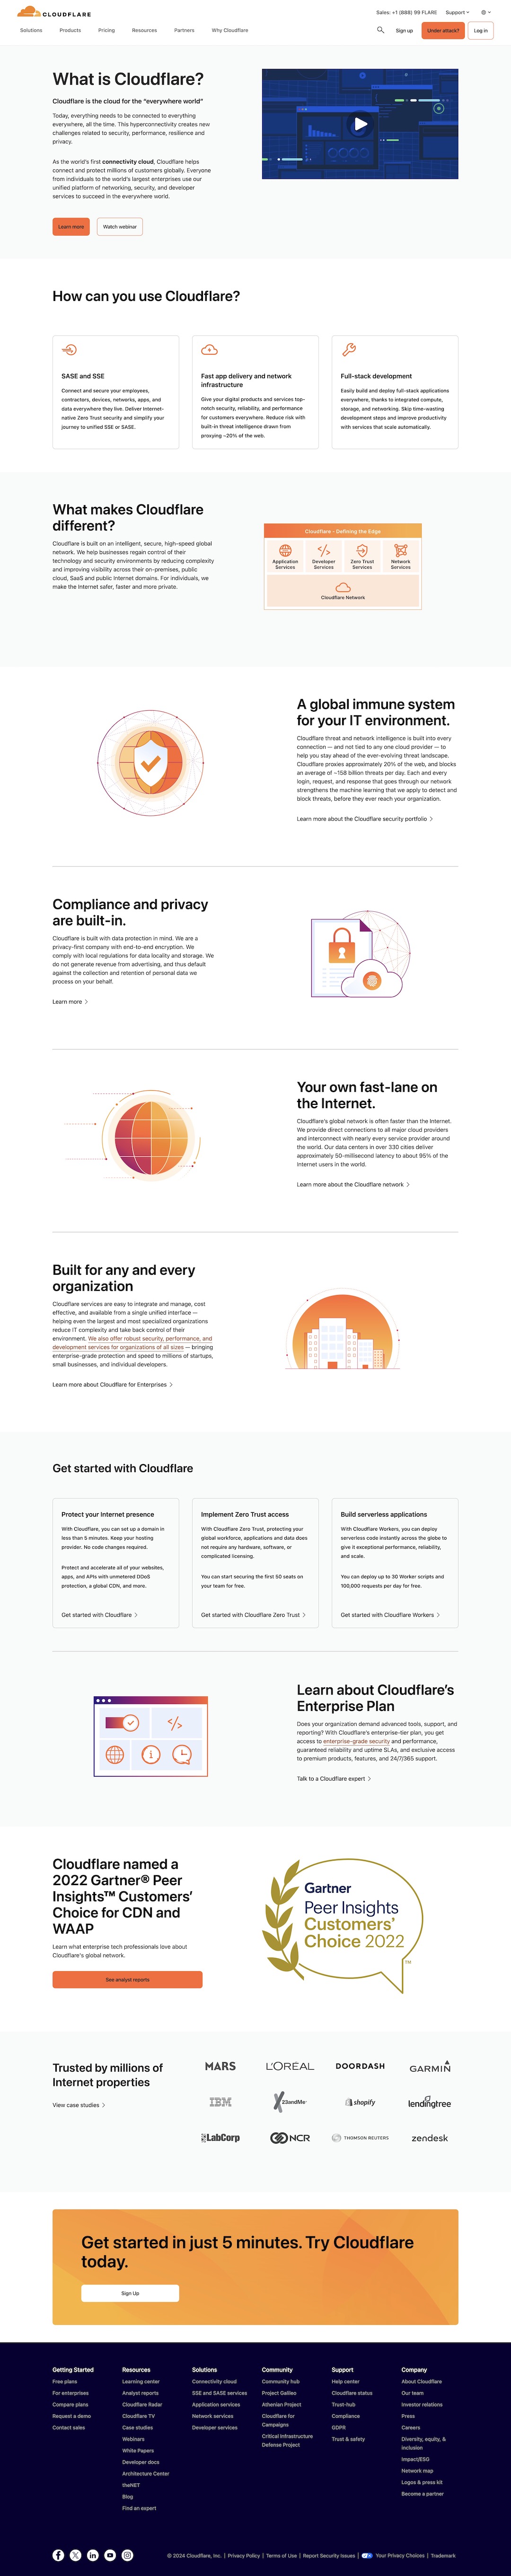 CLOUDFLARE
Sales: +1 (888) 99 FLARE
Support
Solutions
Products
Pricing
Resources
Partners
Why Cloudflare
Sign up
Under attack?
Log in
What is Cloudflare?
Cloudflare is the cloud for the “everywhere world”
Today, everything needs to be connected to everything
everywhere, all the time. This hyperconnectivity creates new
challenges related to security, performance, resilience and
privacy.
As the world’s first connectivity cloud, Cloudflare helps
connect and protect millions of customers globally. Everyone
from individuals to the world’s largest enterprises use our
unified platform of networking, security, and developer
services to succeed in the everywhere world.
Learn more
Watch webinar
How can you use Cloudflare?
SASE and SSE
Connect and secure your employees,
contractors, devices, networks, apps, and
data everywhere they live. Deliver Internet-
native Zero Trust security and simplify your
journey to unified SSE or SASE.
Fast app delivery and network
infrastructure
Give your digital products and services top-
notch security, reliability, and performance
for customers everywhere. Reduce risk with
built-in threat intelligence drawn from
proxying ~20% of the web.
Full-stack development
Easily build and deploy full-stack applications
everywhere, thanks to integrated compute,
storage, and networking. Skip time-wasting
development steps and improve productivity
with services that scale automatically.
What makes Cloudflare
different?
Cloudflare is built on an intelligent, secure, high-speed global
network. We help businesses regain control of their
technology and security environments by reducing complexity
and improving visibility across their on-premises, public
cloud, SaaS and public Internet domains. For individuals, we
make the Internet safer, faster and more private.
Cloudflare - Defining the Edge
Application
Services
Developer
Services
Zero Trust
Services
Network
Services
Cloudflare Network
A global immune system
for your IT environment.
Cloudflare threat and network intelligence is built into every
connection — and not tied to any one cloud provider — to
help you stay ahead of the ever-evolving threat landscape.
Cloudflare proxies approximately 20% of the web, and blocks
an average of ~158 billion threats per day. Each and every
login, request, and response that goes through our network
strengthens the machine learning that we apply to detect and
block threats, before they ever reach your organization.
Learn more about the Cloudflare security portfolio
Compliance and privacy
are built-in.
Cloudflare is built with data protection in mind. We are a
privacy-first company with end-to-end encryption. We
comply with local regulations for data locality and storage. We
do not generate revenue from advertising, and thus default
against the collection and retention of personal data we
process on your behalf.
Learn more
Your own fast-lane on
the Internet.
Cloudflare’s global network is often faster than the Internet.
We provide direct connections to all major cloud providers
and interconnect with nearly every service provider around
the world. Our data centers in over 330 cities deliver
approximately 50-millisecond latency to about 95% of the
Internet users in the world.
Learn more about the Cloudflare network
Built for any and every
organization
Cloudflare services are easy to integrate and manage, cost
effective, and available from a single unified interface —
helping even the largest and most specialized organizations
reduce IT complexity and take back control of their
environment. We also offer robust security, performance, and
development services for organizations of all sizes — bringing
enterprise-grade protection and speed to millions of startups,
small businesses, and individual developers.
Learn more about Cloudflare for Enterprises
Get started with Cloudflare
Protect your Internet presence
With Cloudflare, you can set up a domain in
less than 5 minutes. Keep your hosting
provider. No code changes required.
Protect and accelerate all of your websites,
apps, and APIs with unmetered DDoS
protection, a global CDN, and more.
Get started with Cloudflare
Implement Zero Trust access
With Cloudflare Zero Trust, protecting your
global workforce, applications and data does
not require any hardware, software, or
complicated licensing.
You can start securing the first 50 seats on
your team for free.
Get started with Cloudflare Zero Trust
Build serverless applications
With Cloudflare Workers, you can deploy
serverless code instantly across the globe to
give it exceptional performance, reliability,
and scale.
You can deploy up to 30 Worker scripts and
100,000 requests per day for free.
Get started with Cloudflare Workers
Learn about Cloudflare’s
Enterprise Plan
Does your organization demand advanced tools, support, and
reporting? With Cloudflare’s enterprise-tier plan, you get
access to enterprise-grade security and performance,
guaranteed reliability and uptime SLAs, and exclusive access
to premium products, features, and 24/7/365 support.
Talk to a Cloudflare expert
Cloudflare named a
2022 Gartner® Peer
Insights™ Customers’
Choice for CDN and
WAAP
Learn what enterprise tech professionals love about
Cloudflare’s global network.
See analyst reports
Gartner
Peer Insights
Customers’
Choice 2022
TM
Trusted by millions of
Internet properties
View case studies
MARS
L’ORÉAL
DOORDASH
GARMIN
IBM
23andMe
shopify
lendingtree
LabCorp
NCR
THOMSON REUTERS
zendesk
Get started in just 5 minutes. Try Cloudflare
today.
Sign Up
Getting Started
Free plans
For enterprises
Compare plans
Request a demo
Contact sales
Resources
Learning center
Analyst reports
Cloudflare Radar
Cloudflare TV
Case studies
Webinars
White Papers
Developer docs
Architecture Center
theNET
Blog
Find an expert
Solutions
Connectivity cloud
SSE and SASE services
Application services
Network services
Developer services
Community
Community hub
Project Galileo
Athenian Project
Cloudflare for
Campaigns
Critical Infrastructure
Defense Project
Support
Help center
Cloudflare status
Trust-hub
Compliance
GDPR
Trust & safety
Company
About Cloudflare
Our team
Investor relations
Press
Careers
Diversity, equity, &
inclusion
Impact/ESG
Network map
Logos & press kit
Become a partner
© 2024 Cloudflare, Inc. | Privacy Policy | Terms of Use | Report Security Issues | Your Privacy Choices | Trademark